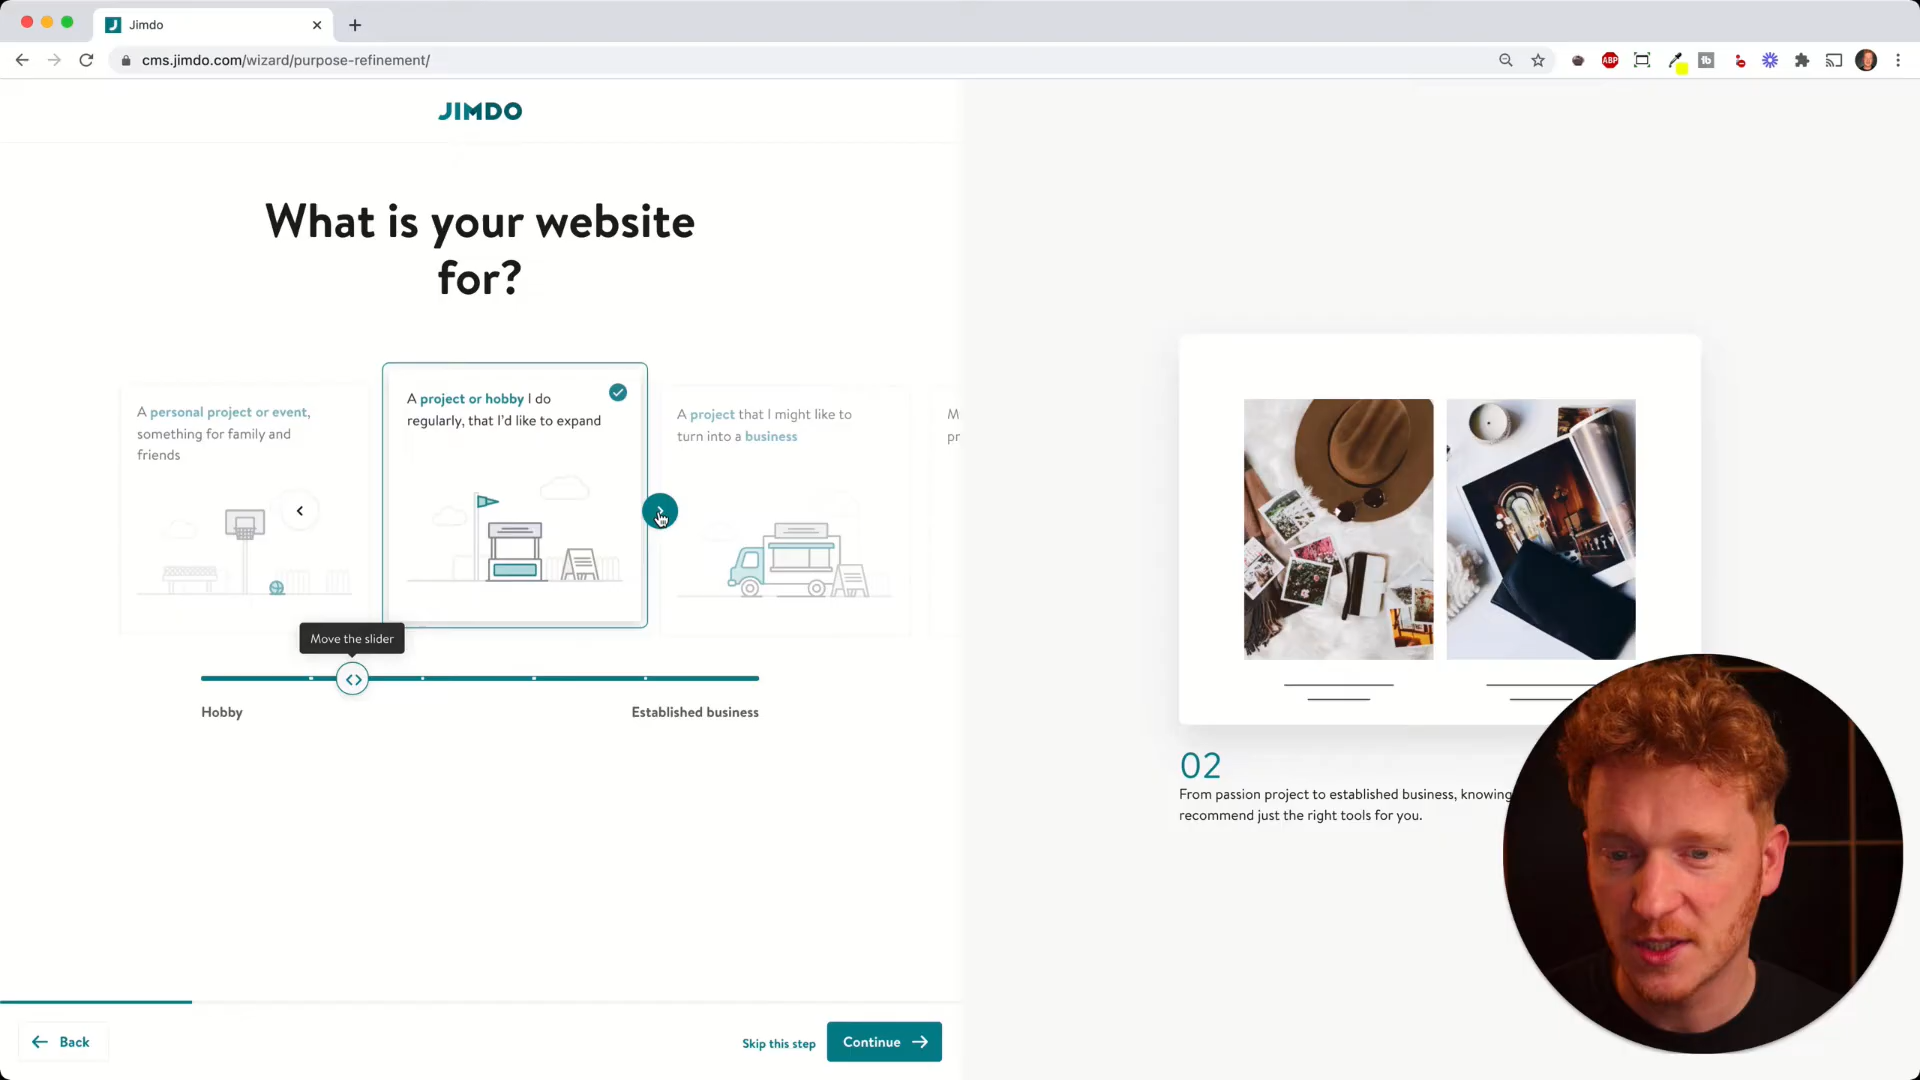 Jimdo
cms.jimdo.com/wizard/purpose-refinement/
ABP
tb
JIMDO
What is your website
for?
A personal project or event,
something for family and
friends
A project or hobby I do
regularly, that I'd like to expand
A project that I might like to
turn into a business
M
pr
Move the slider
Hobby
Established business
02
From passion project to established business, knowing
recommend just the right tools for you.
Back
Skip this step
Continue